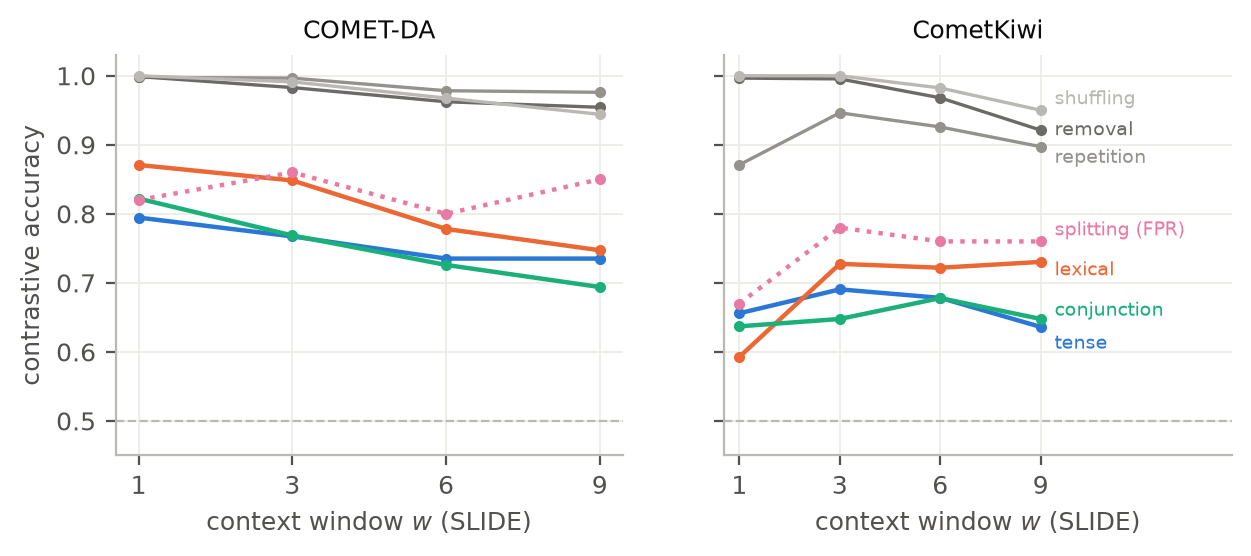 COMET-DA
CometKiwi
contrastive accuracy
1.0
0.9
0.8
0.7
0.6
0.5
1 3 6 9
context window w (SLIDE)
shuffling
removal
repetition
splitting (FPR)
lexical
conjunction
tense
1 3 6 9
context window w (SLIDE)